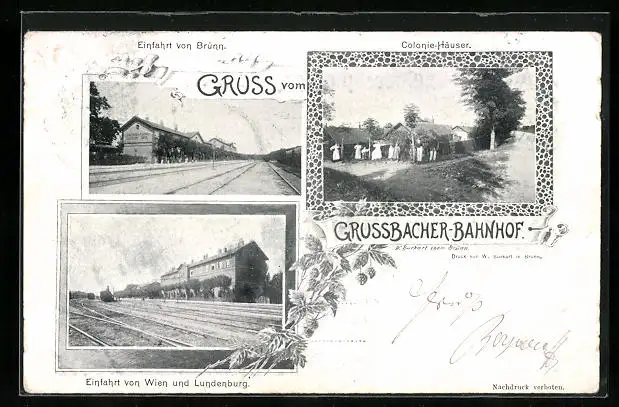 Einfahrt von Brünn.
Colonie-Häuser.
GRUSS VOM
GRUSSBACHER-BAHNHOF.
W. Burkart Brünn.
Druck von W. Burkart in Brünn.
Einfahrt von Wien und Lundenburg.
Nachdruck verboten.